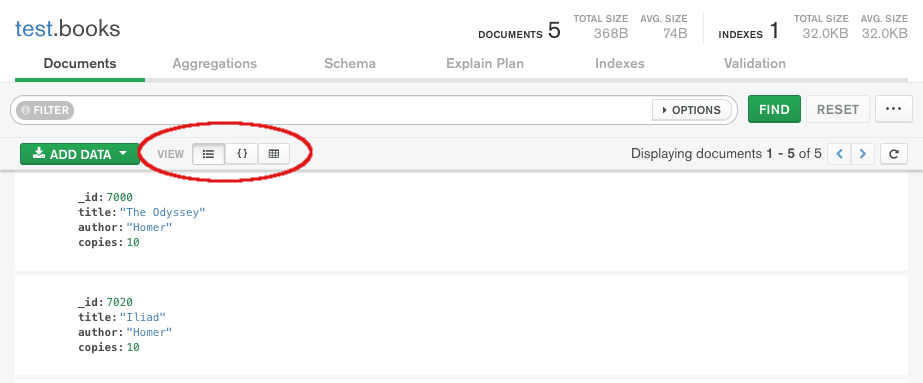 test.books
DOCUMENTS 5 TOTAL SIZE 368B AVG. SIZE 74B INDEXES 1 TOTAL SIZE 32.0KB AVG. SIZE 32.0KB
Documents Aggregations Schema Explain Plan Indexes Validation
FILTER OPTIONS FIND RESET ...
ADD DATA VIEW {} Displaying documents 1 - 5 of 5 < > C
_id: 7000
title: "The Odyssey"
author: "Homer"
copies: 10
_id: 7020
title: "Iliad"
author: "Homer"
copies: 10